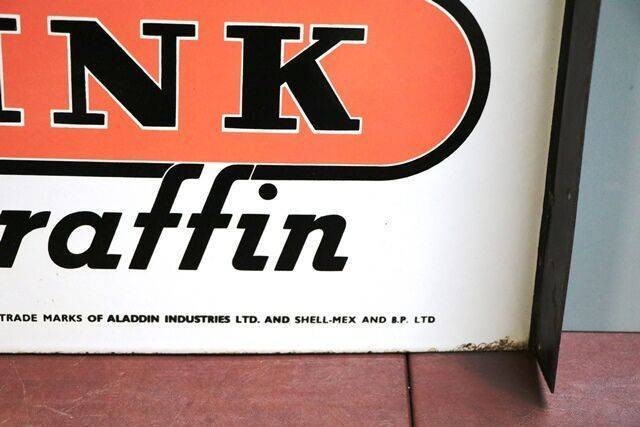 INK
raffin
TRADE MARKS OF ALADDIN INDUSTRIES LTD. AND SHELL-MEX AND B.P. LTD